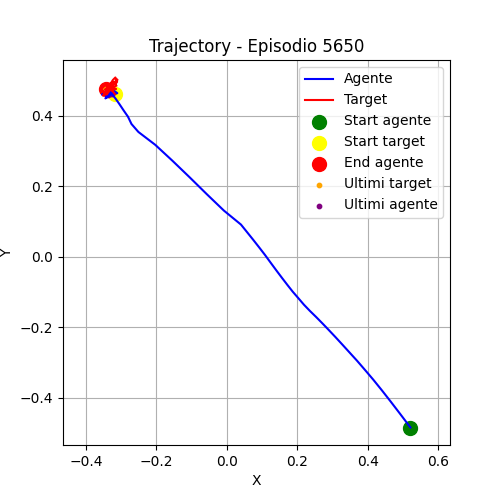 Trajectory - Episodio 5650
Agente
Target
Start agente
Start target
End agente
Ultimi target
Ultimi agente
Y
0.4
0.2
0.0
−0.2
−0.4
−0.4
−0.2
0.0
0.2
0.4
0.6
X